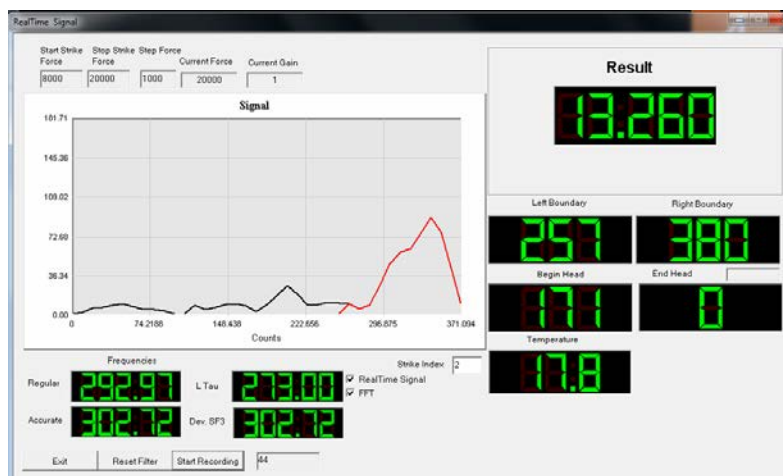 RealTime Signal
Start Strike Force Stop Strike Force Step Force Current Force Current Gain
8000 20000 1000 20000 1
Result
13.260
Signal
101.71
145.36
109.02
72.60
36.34
0.00
0 74.2188 148.438 222.656 296.875 371.094
Counts
Left Boundary Right Boundary
257 380
Begin Head End Head
171 0
Temperature
17.8
Frequencies
Strike Index 2
Regular 292.97 L Tau 273.00
RealTime Signal
FFT
Accurate 302.72 Dev. SF3 302.72
Exit Reset Filter Start Recording 44